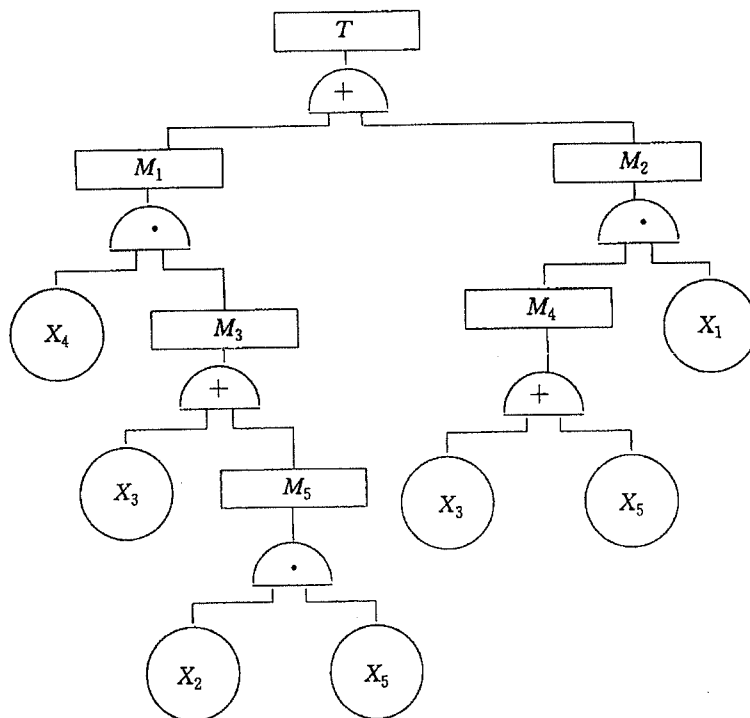 T
+
M₁
M₂
·
·
X₄
M₃
M₄
X₁
+
+
X₃
M₅
X₃
X₅
·
X₂
X₅